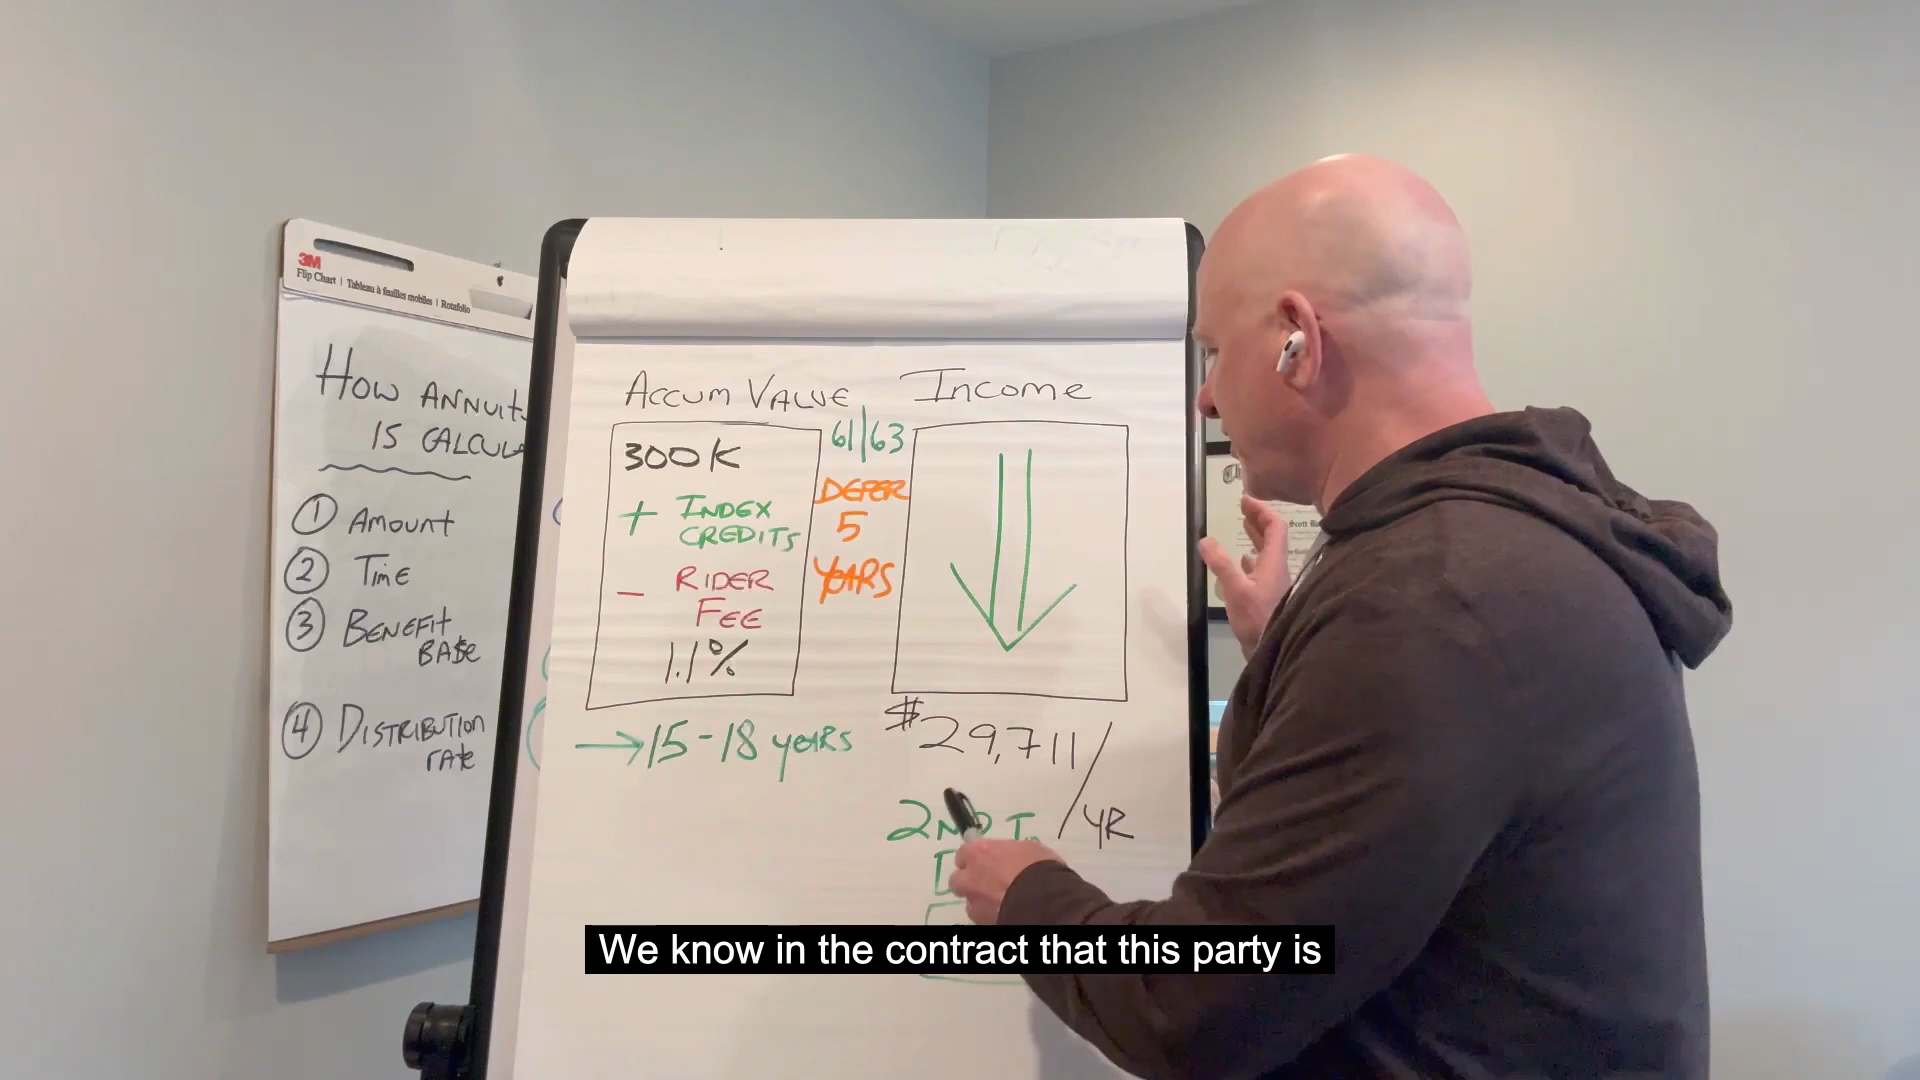 3M
Flip Chart | Tableau à feuilles mobiles | Rotafolio
HOW ANNUIT
IS CALCUL
1 AMOUNT
2 TIME
3 BENEFIT
BASE
4 DISTRIBUTION
RATE
ACCUM VALUE
300K
+ INDEX
CREDITS
- RIDER
FEE
1.1%
→ 15-18 YEARS
61|63
DEFER
5
YEARS
INCOME
$29,711/YR
2ND
Scott
We know in the contract that this party is